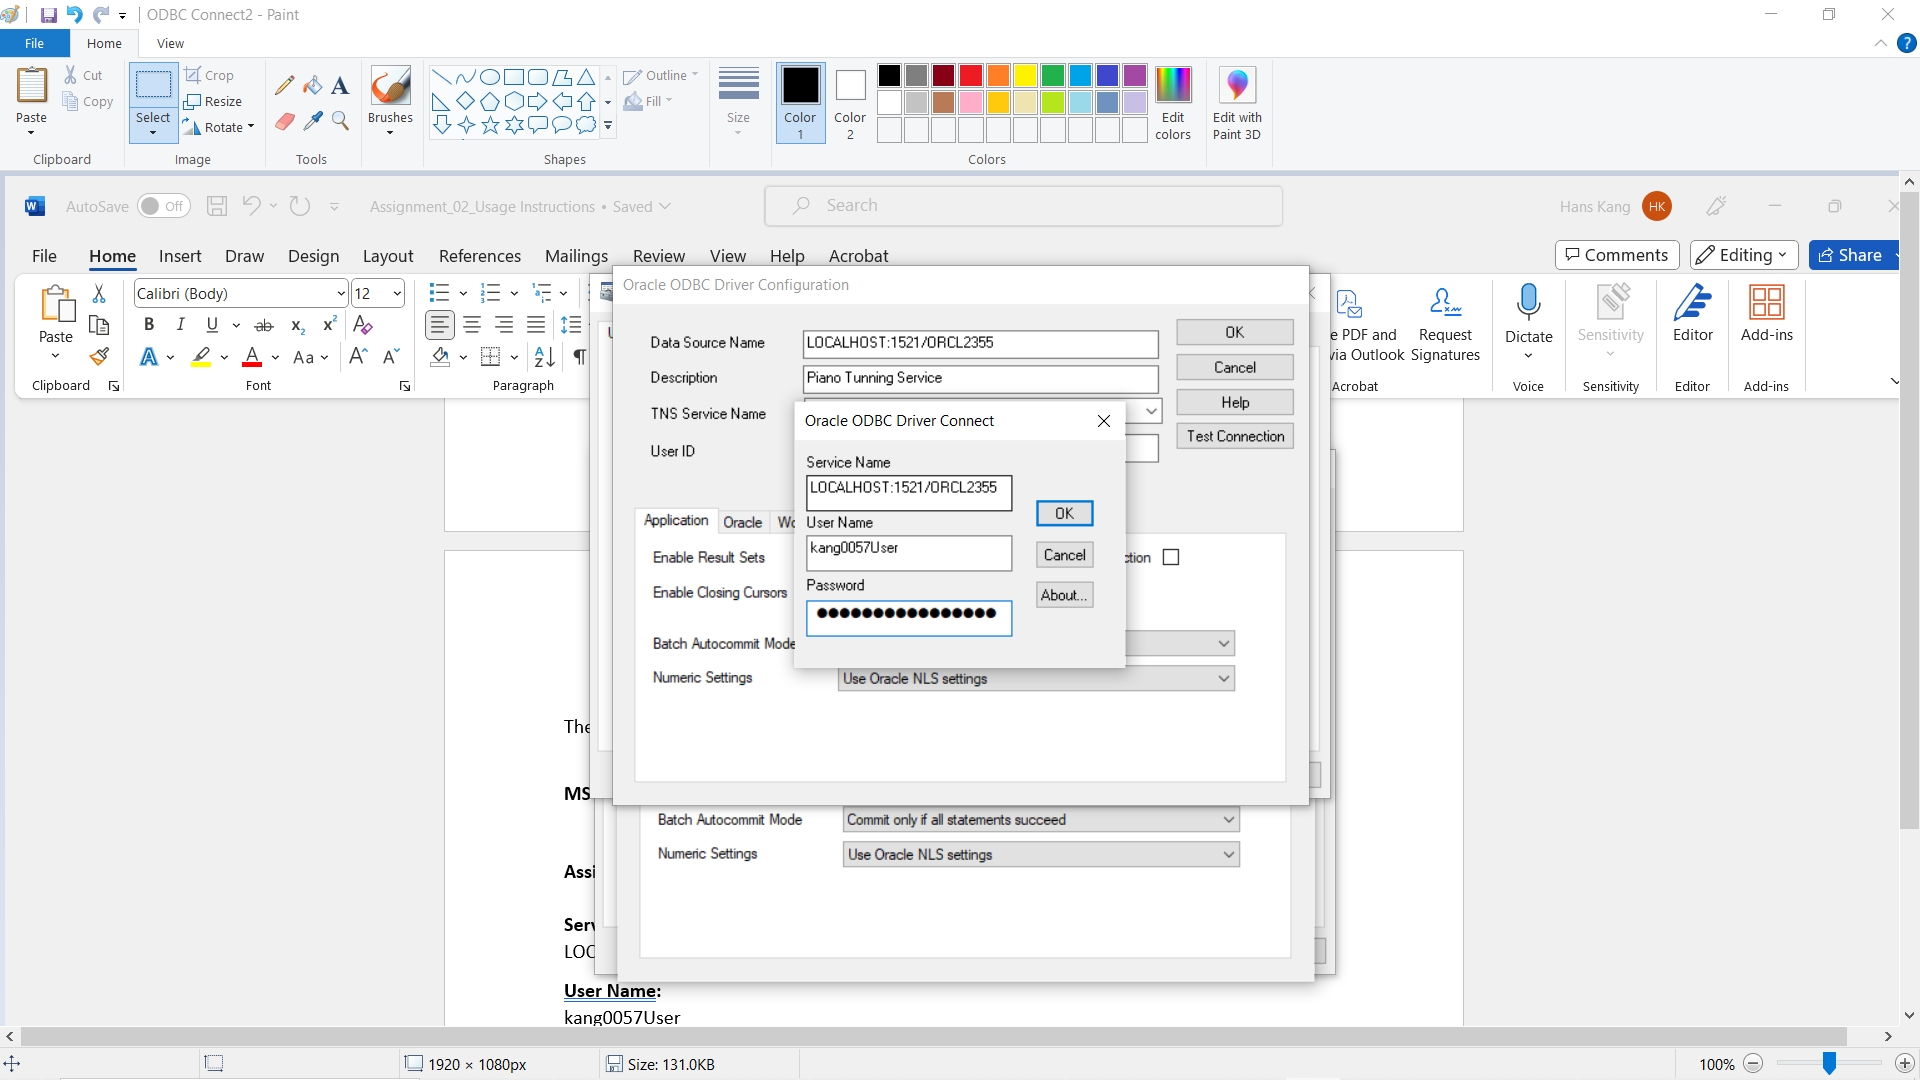 ODBC Connect2 - Paint
File Home View
Paste Cut Copy Select Crop Resize Rotate Brushes Outline Fill Size Color 1 Color 2 Edit colors Edit with Paint 3D
Clipboard Image Tools Shapes Colors
AutoSave Off Assignment_02_Usage Instructions • Saved Search Hans Kang HK
File Home Insert Draw Design Layout References Mailings Review View Help Acrobat Comments Editing Share
Calibri (Body) 12
Paste B I U ab x₂ x² A Aa
Clipboard Font Paragraph
e PDF and via Outlook Request Signatures Dictate Sensitivity Editor Add-ins
Acrobat Voice Sensitivity Editor Add-ins
Oracle ODBC Driver Configuration
Data Source Name LOCALHOST:1521/ORCL2355 OK
Description Piano Tunning Service Cancel
TNS Service Name Help
User ID Test Connection
Oracle ODBC Driver Connect
Service Name
LOCALHOST:1521/ORCL2355
OK
User Name
kang0057User
Cancel
Password
About...
Application Oracle Wo
Enable Result Sets ction
Enable Closing Cursors
Batch Autocommit Mode
Numeric Settings Use Oracle NLS settings
Batch Autocommit Mode Commit only if all statements succeed
Numeric Settings Use Oracle NLS settings
The
MS
Assi
Serv
LOC
User Name:
kang0057User
1920 × 1080px Size: 131.0KB 100%